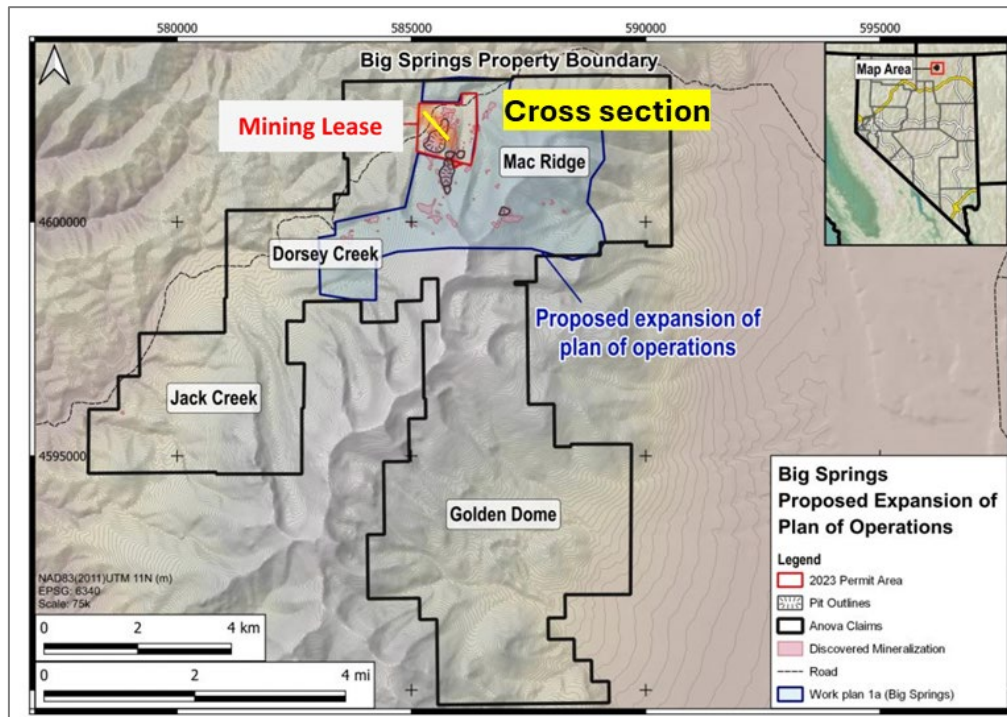 580000
585000
590000
595000
Big Springs Property Boundary
Map Area
Mining Lease
Cross section
Mac Ridge
4600000
4600000
Dorsey Creek
Proposed expansion of
plan of operations
Jack Creek
4595000
4595000
Golden Dome
Big Springs
Proposed Expansion of
Plan of Operations
Legend
2023 Permit Area
Pit Outlines
Anova Claims
Discovered Mineralization
Road
Work plan 1a (Big Springs)
NAD83(2011)UTM 11N (m)
EPSG: 6340
Scale: 75k
0 2 4 km
0 2 4 mi